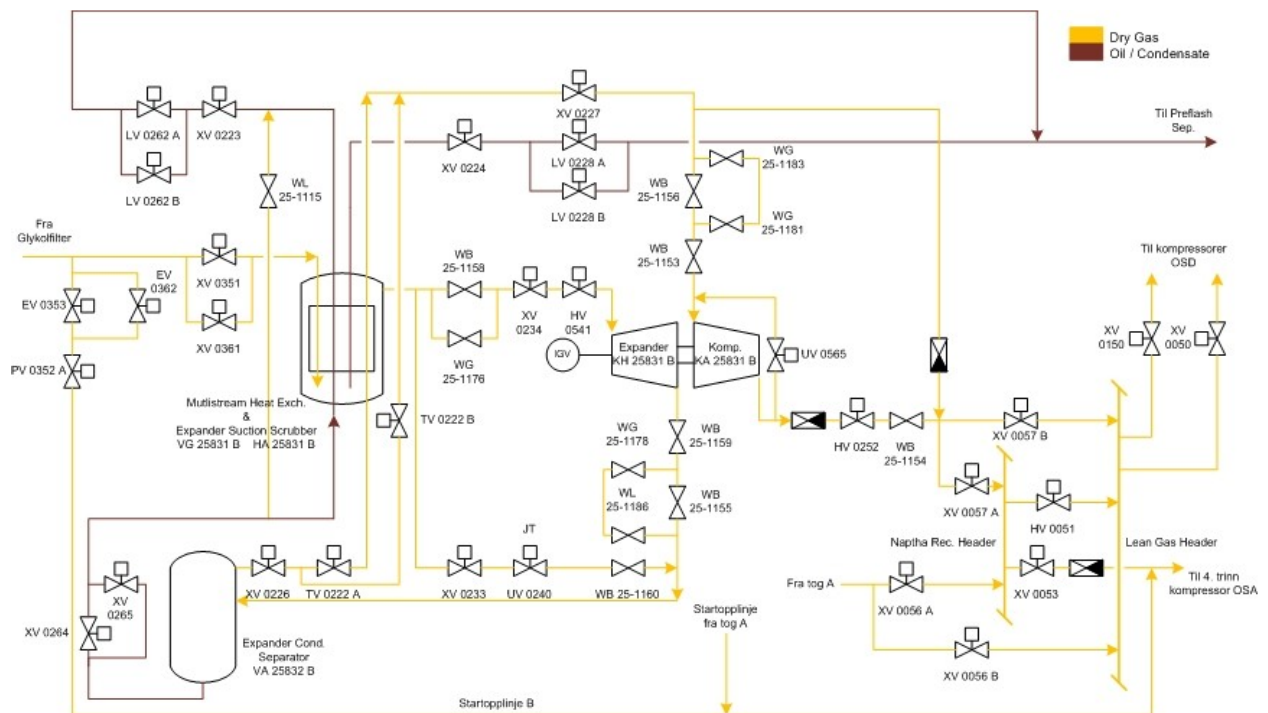 Dry Gas
Oil / Condensate
LV 0262 A
XV 0223
LV 0262 B
WL
25-1115
XV 0227
XV 0224
LV 0228 A
LV 0228 B
WG
25-1183
WB
25-1156
WG
25-1181
WB
25-1153
Til Preflash
Sep.
Fra
Glykolfilter
XV 0351
XV 0361
EV 0353
EV
0362
PV 0352 A
WB
25-1158
WG
25-1176
XV
0234
HV
0541
IGV
Expander
KH 25831 B
Komp.
KA 25831 B
UV 0565
Til kompressorer
OSD
XV
0150
XV
0050
Mutlistream Heat Exch.
&
Expander Suction Scrubber
VG 25831 B HA 25831 B
TV 0222 B
WG
25-1178
WB
25-1159
WL
25-1186
WB
25-1155
HV 0252
WB
25-1154
XV 0057 B
XV 0057 A
HV 0051
Naptha Rec. Header
Lean Gas Header
XV 0053
Til 4. trinn
kompressor OSA
Fra tog A
XV 0056 A
XV 0056 B
JT
XV 0226
TV 0222 A
XV 0233
UV 0240
WB 25-1160
XV
0265
XV 0264
Expander Cond.
Separator
VA 25832 B
Startopplinje
fra tog A
Startopplinje B